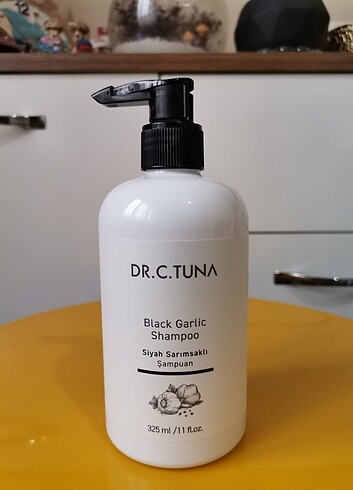 DR.C.TUNA
Black Garlic
Shampoo
Siyah Sarımsaklı
Şampuan
325 ml /11 fl.oz.